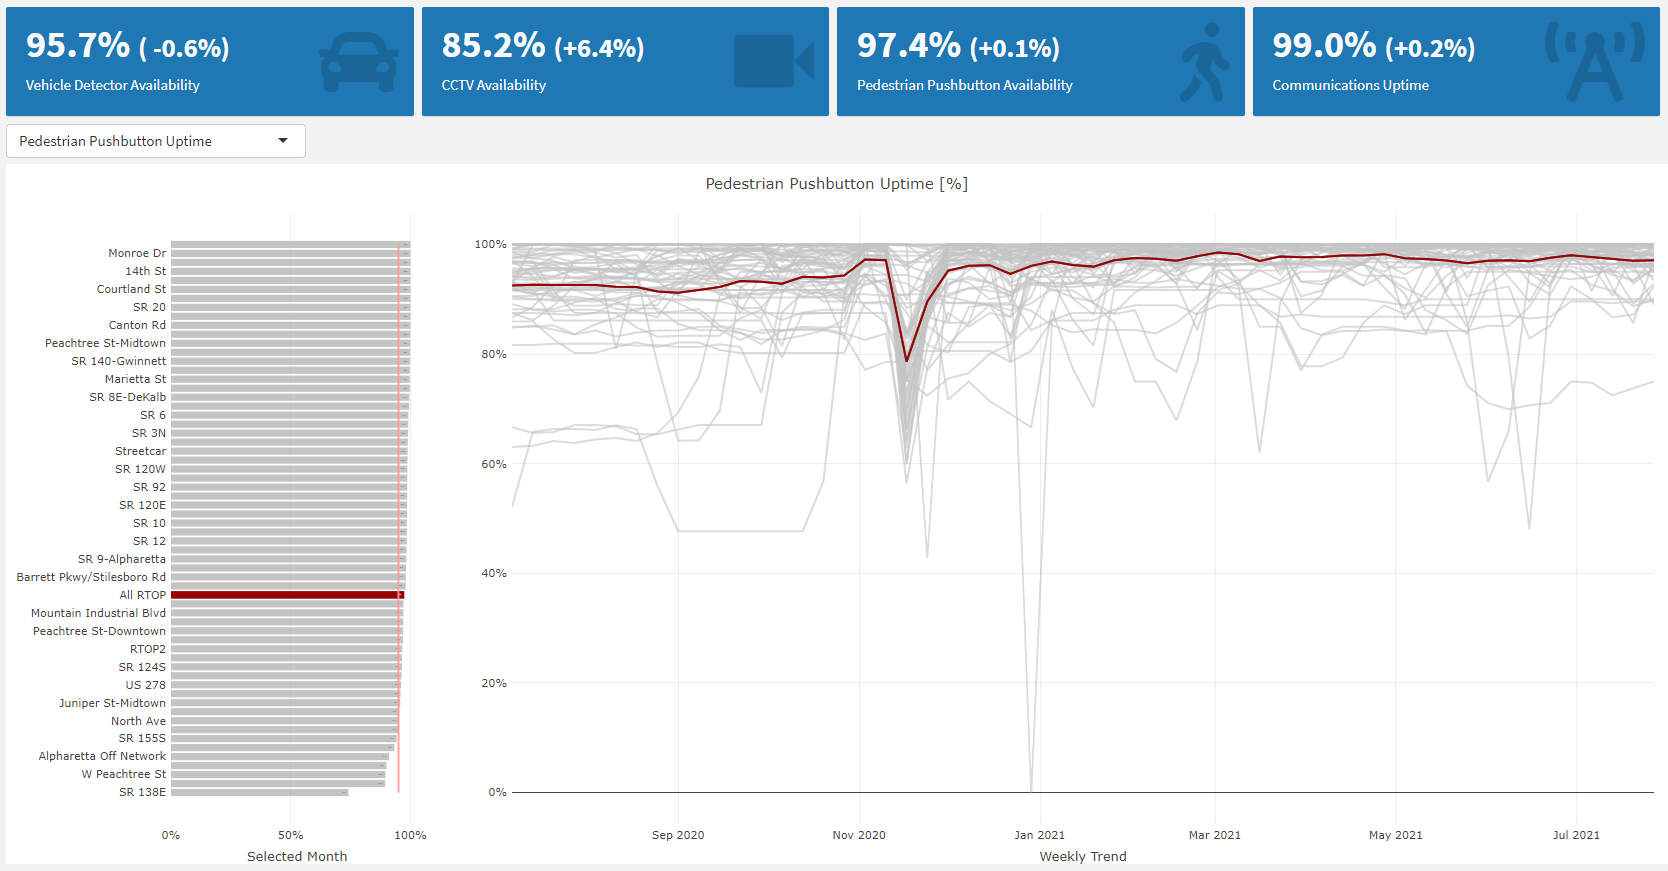 95.7% ( -0.6%)
Vehicle Detector Availability
85.2% (+6.4%)
CCTV Availability
97.4% (+0.1%)
Pedestrian Pushbutton Availability
99.0% (+0.2%)
Communications Uptime
Pedestrian Pushbutton Uptime
Pedestrian Pushbutton Uptime [%]
Monroe Dr
14th St
Courtland St
SR 20
Canton Rd
Peachtree St-Midtown
SR 140-Gwinnett
Marietta St
SR 8E-DeKalb
SR 6
SR 3N
Streetcar
SR 120W
SR 92
SR 120E
SR 10
SR 12
SR 9-Alpharetta
Barrett Pkwy/Stilesboro Rd
All RTOP
Mountain Industrial Blvd
Peachtree St-Downtown
RTOP2
SR 124S
US 278
Juniper St-Midtown
North Ave
SR 155S
Alpharetta Off Network
W Peachtree St
SR 138E
0%
50%
100%
Selected Month
100%
80%
60%
40%
20%
0%
Sep 2020
Nov 2020
Jan 2021
Mar 2021
May 2021
Jul 2021
Weekly Trend